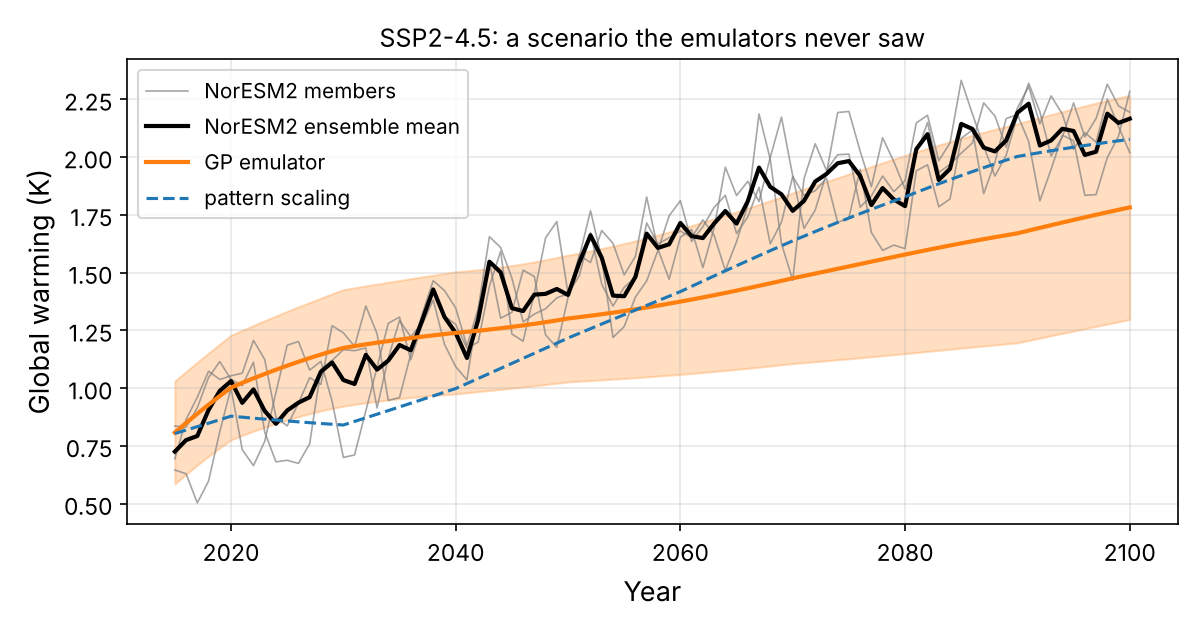 SSP2-4.5: a scenario the emulators never saw
NorESM2 members
NorESM2 ensemble mean
GP emulator
pattern scaling
Global warming (K)
2.25
2.00
1.75
1.50
1.25
1.00
0.75
0.50
2020
2040
2060
2080
2100
Year